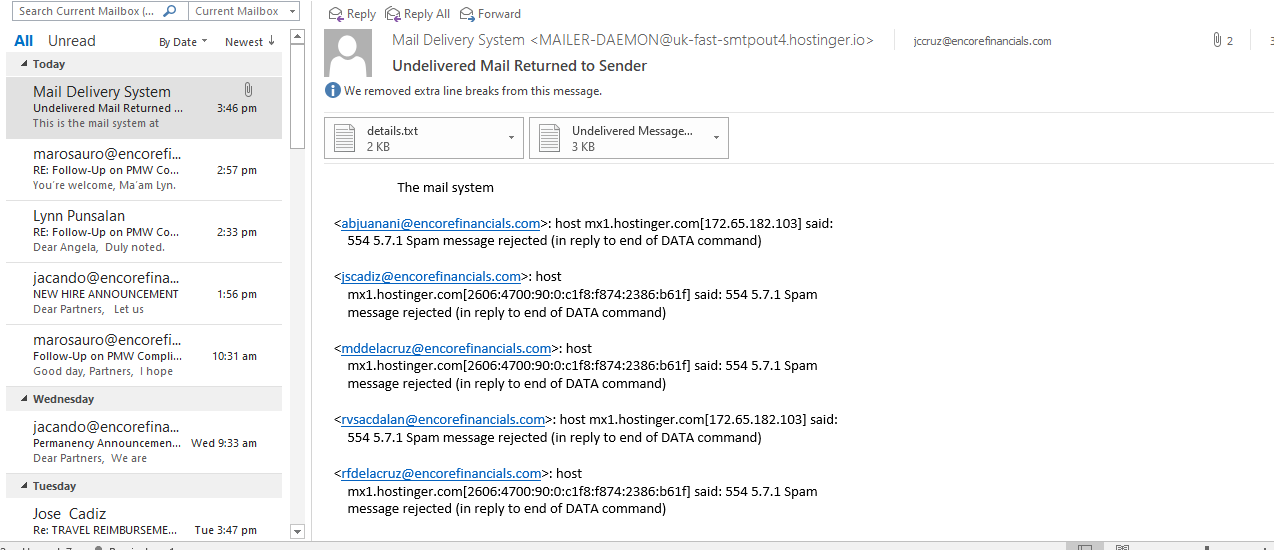 Search Current Mailbox (...
Current Mailbox
All Unread
By Date Newest ↓
Today
Mail Delivery System
Undelivered Mail Returned ... 3:46 pm
This is the mail system at
marosauro@encorefi...
RE: Follow-Up on PMW Co... 2:57 pm
You're welcome, Ma'am Lyn.
Lynn Punsalan
RE: Follow-Up on PMW Co... 2:33 pm
Dear Angela, Duly noted.
jacando@encorefina...
NEW HIRE ANNOUNCEMENT 1:56 pm
Dear Partners, Let us
marosauro@encorefi...
Follow-Up on PMW Compli... 10:31 am
Good day, Partners, I hope
Wednesday
jacando@encorefina...
Permanency Announcemen... Wed 9:33 am
Dear Partners, We are
Tuesday
Jose Cadiz
Re: TRAVEL REIMBURSEME... Tue 3:47 pm
Reply Reply All Forward
Mail Delivery System <MAILER-DAEMON@uk-fast-smtpout4.hostinger.io>
jccruz@encorefinancials.com
2
Undelivered Mail Returned to Sender
We removed extra line breaks from this message.
details.txt
2 KB
Undelivered Message...
3 KB
The mail system
<abjuanani@encorefinancials.com>: host mx1.hostinger.com[172.65.182.103] said:
554 5.7.1 Spam message rejected (in reply to end of DATA command)
<jscadiz@encorefinancials.com>: host
mx1.hostinger.com[2606:4700:90:0:c1f8:f874:2386:b61f] said: 554 5.7.1 Spam
message rejected (in reply to end of DATA command)
<mddelacruz@encorefinancials.com>: host
mx1.hostinger.com[2606:4700:90:0:c1f8:f874:2386:b61f] said: 554 5.7.1 Spam
message rejected (in reply to end of DATA command)
<rvsacdalan@encorefinancials.com>: host mx1.hostinger.com[172.65.182.103] said:
554 5.7.1 Spam message rejected (in reply to end of DATA command)
<rfdelacruz@encorefinancials.com>: host
mx1.hostinger.com[2606:4700:90:0:c1f8:f874:2386:b61f] said: 554 5.7.1 Spam
message rejected (in reply to end of DATA command)